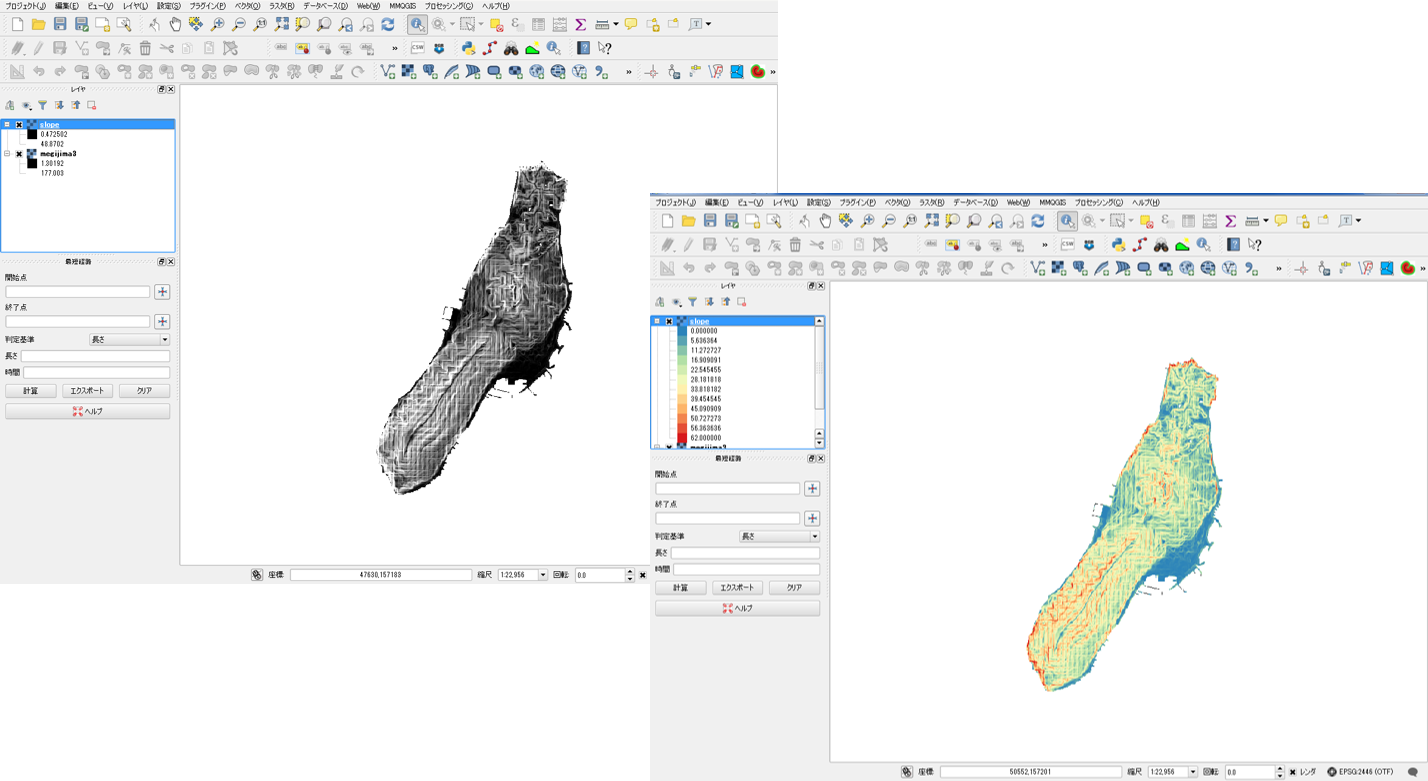 プロジェクト(J) 編集(E) ビュー(V) レイヤ(L) 設定(S) プラグイン(P) ベクタ(O) ラスタ(R) データベース(D) Web(W) MMQGIS プロセッシング(C) ヘルプ(H)
レイヤ
slope
0.472502
48.8702
megijima3
1.30192
177.003
最短経路
開始点
終了点
判定基準 長さ
長さ
時間
計算 エクスポート クリア
ヘルプ
座標: 47630,157183 縮尺 1:22,956 回転: 0.0
プロジェクト(J) 編集(E) ビュー(V) レイヤ(L) 設定(S) プラグイン(P) ベクタ(O) ラスタ(R) データベース(D) Web(W) MMQGIS プロセッシング(C) ヘルプ(H)
レイヤ
slope
0.000000
5.636364
11.272727
16.909091
22.545455
28.181818
33.818182
39.454545
45.090909
50.727273
56.363636
62.000000
megijima3
最短経路
開始点
終了点
判定基準 長さ
長さ
時間
計算 エクスポート クリア
ヘルプ
座標: 50552,157201 縮尺 1:22,956 回転: 0.0 レンダ EPSG:2446 (OTF)